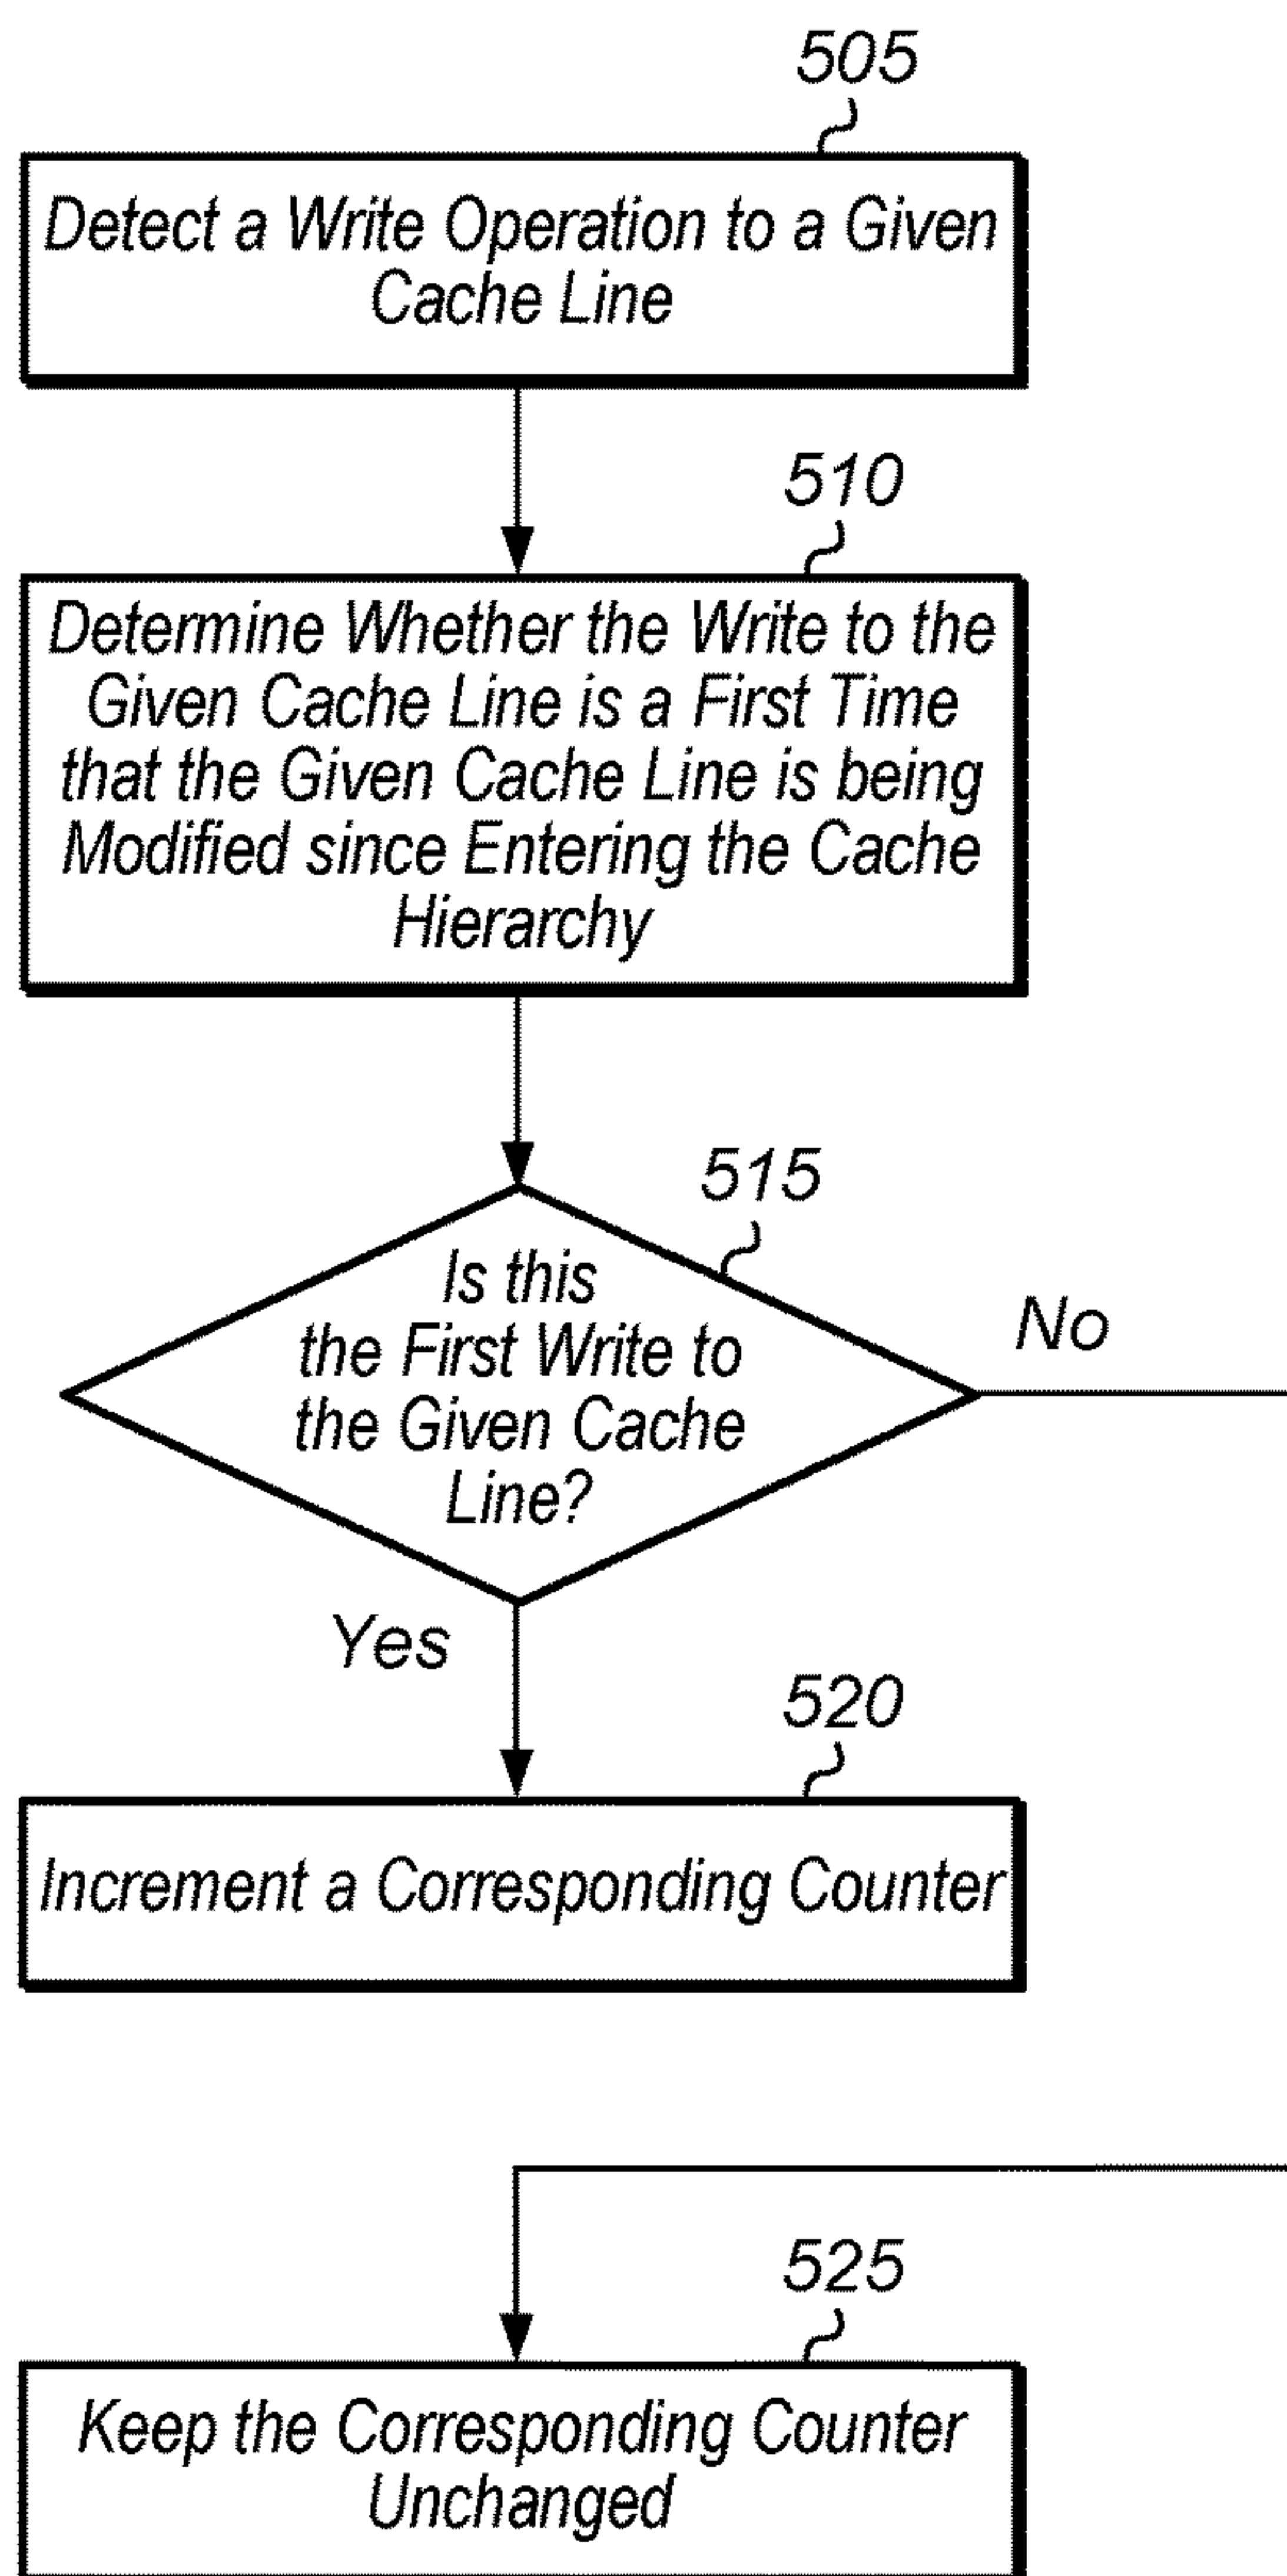 505
Detect a Write Operation to a Given
Cache Line
510
Determine Whether the Write to the
Given Cache Line is a First Time
that the Given Cache Line is being
Modified since Entering the Cache
Hierarchy
515
Is this
the First Write to
the Given Cache
Line?
No
Yes
520
Increment a Corresponding Counter
525
Keep the Corresponding Counter
Unchanged